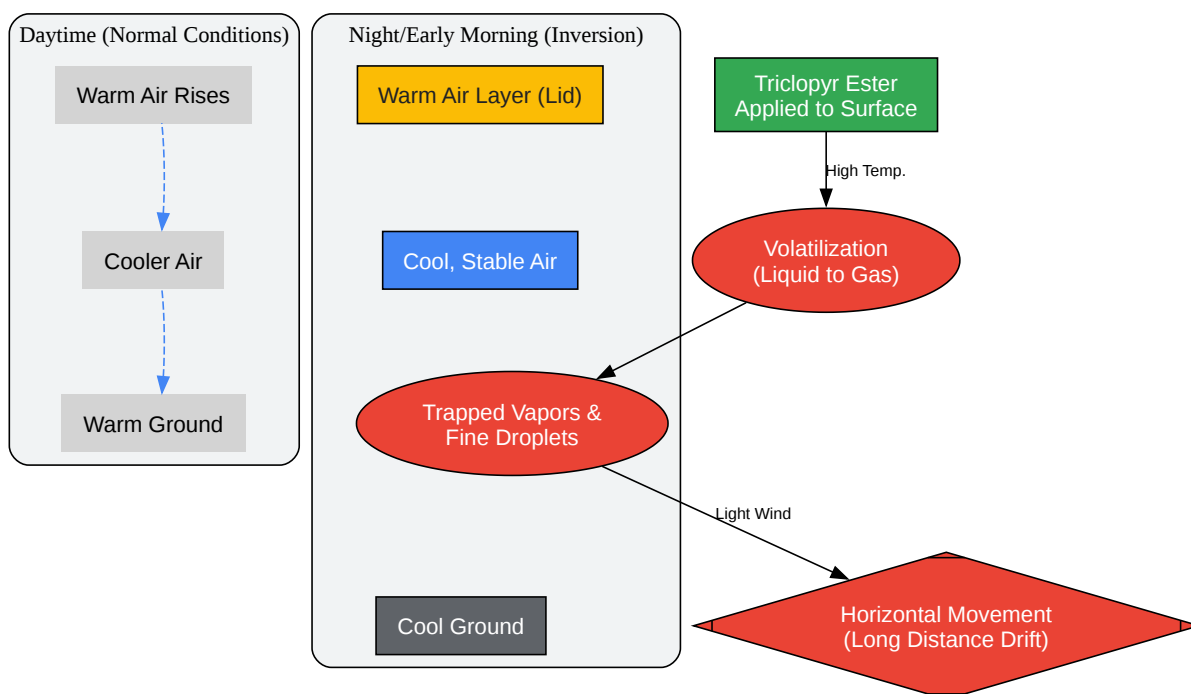 Daytime (Normal Conditions)
Warm Air Rises
Cooler Air
Warm Ground
Night/Early Morning (Inversion)
Warm Air Layer (Lid)
Cool, Stable Air
Trapped Vapors &
Fine Droplets
Cool Ground
Triclopyr Ester
Applied to Surface
High Temp.
Volatilization
(Liquid to Gas)
Light Wind
Horizontal Movement
(Long Distance Drift)